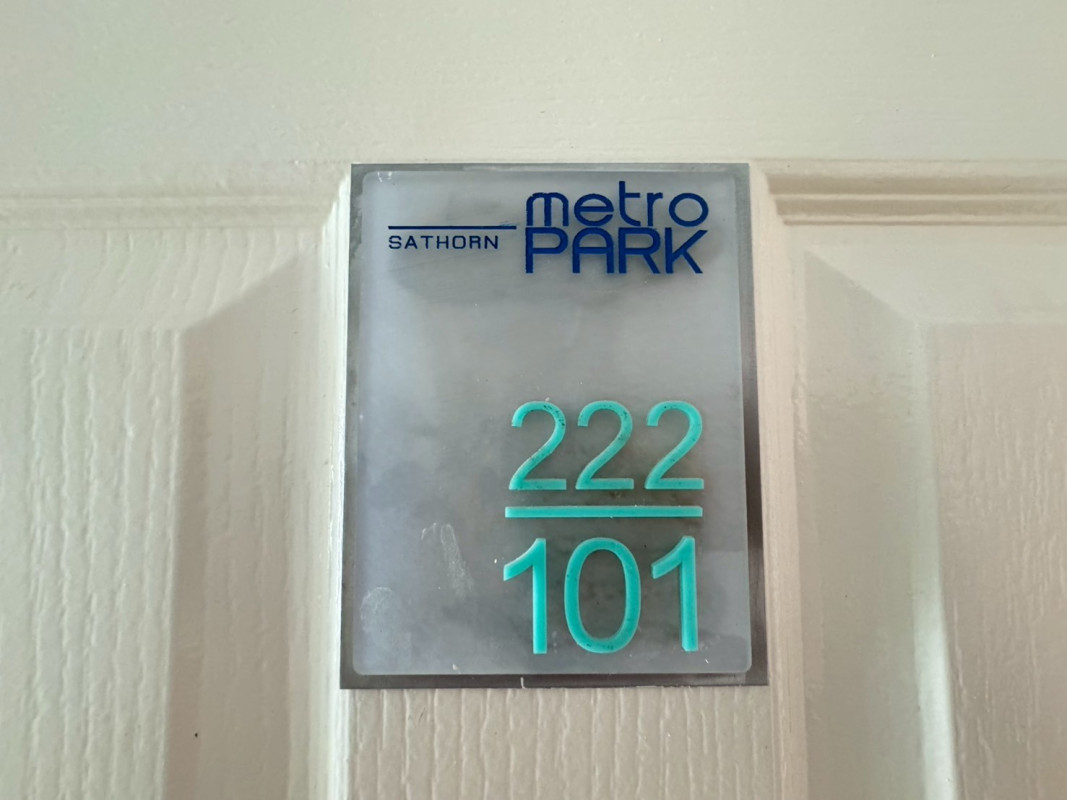 metro
SATHORN PARK
222
101